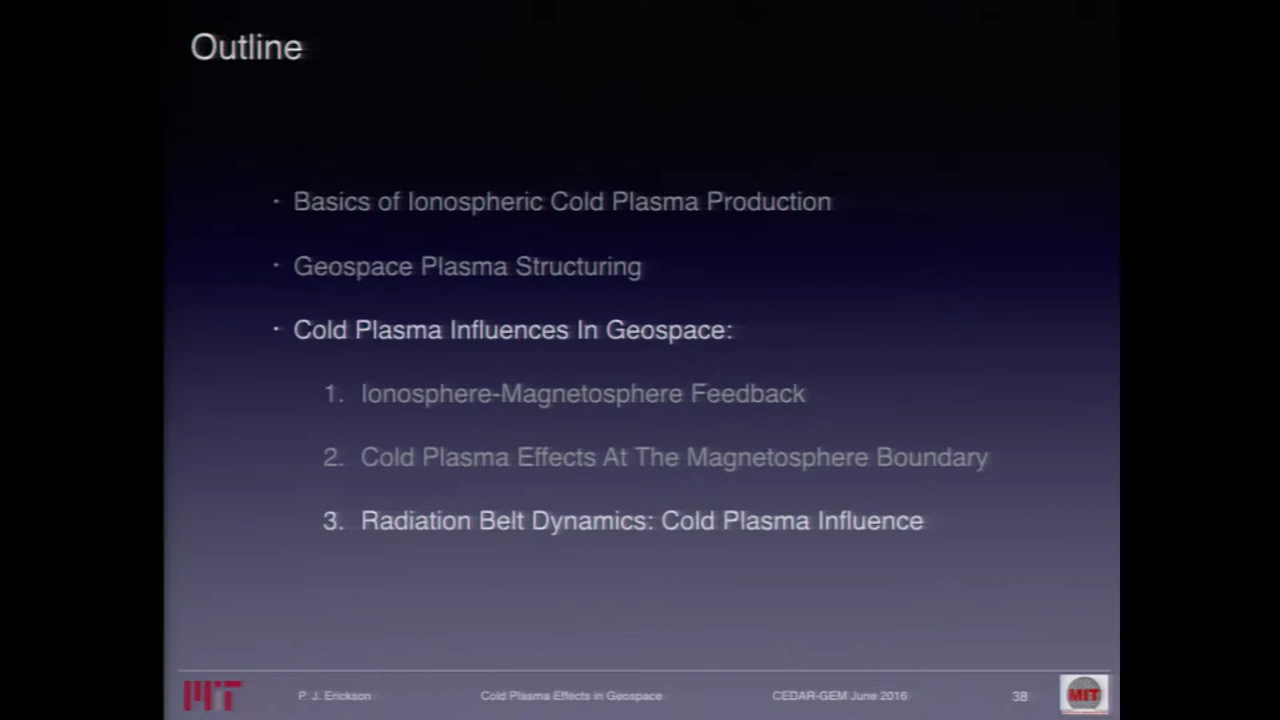 Outline
· Basics of Ionospheric Cold Plasma Production
· Geospace Plasma Structuring
· Cold Plasma Influences In Geospace:
1. Ionosphere-Magnetosphere Feedback
2. Cold Plasma Effects At The Magnetosphere Boundary
3. Radiation Belt Dynamics: Cold Plasma Influence
MIT P. J. Erickson Cold Plasma Effects in Geospace CEDAR-GEM June 2016 38 MIT